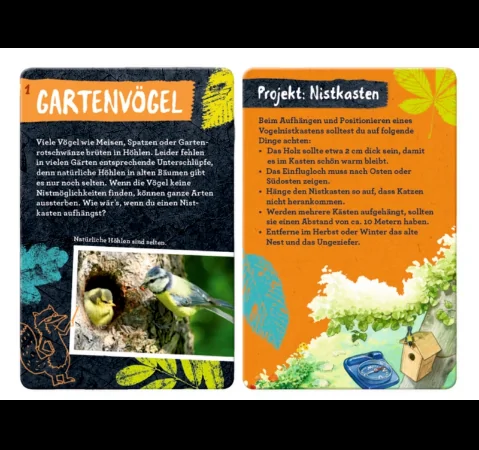 1
GARTENVÖGEL
Viele Vögel wie Meisen, Spatzen oder Garten-
rotschwänze brüten in Höhlen. Leider fehlen
in vielen Gärten entsprechende Unterschlüpfe,
denn natürliche Höhlen in alten Bäumen gibt
es nur noch selten. Wenn die Vögel keine
Nistmöglichkeiten finden, können ganze Arten
aussterben. Wie wär's, wenn du einen Nist-
kasten aufhängst?
Natürliche Höhlen sind selten.
Projekt: Nistkasten
Beim Aufhängen und Positionieren eines
Vogelnistkastens solltest du auf folgende
Dinge achten:
• Das Holz sollte etwa 2 cm dick sein, damit
es im Kasten schön warm bleibt.
• Das Einflugloch muss nach Osten oder
Südosten zeigen.
• Hänge den Nistkasten so auf, dass Katzen
nicht herankommen.
• Werden mehrere Kästen aufgehängt, sollten
sie einen Abstand von ca. 10 Metern haben.
• Entferne im Herbst oder Winter das alte
Nest und das Ungeziefer.